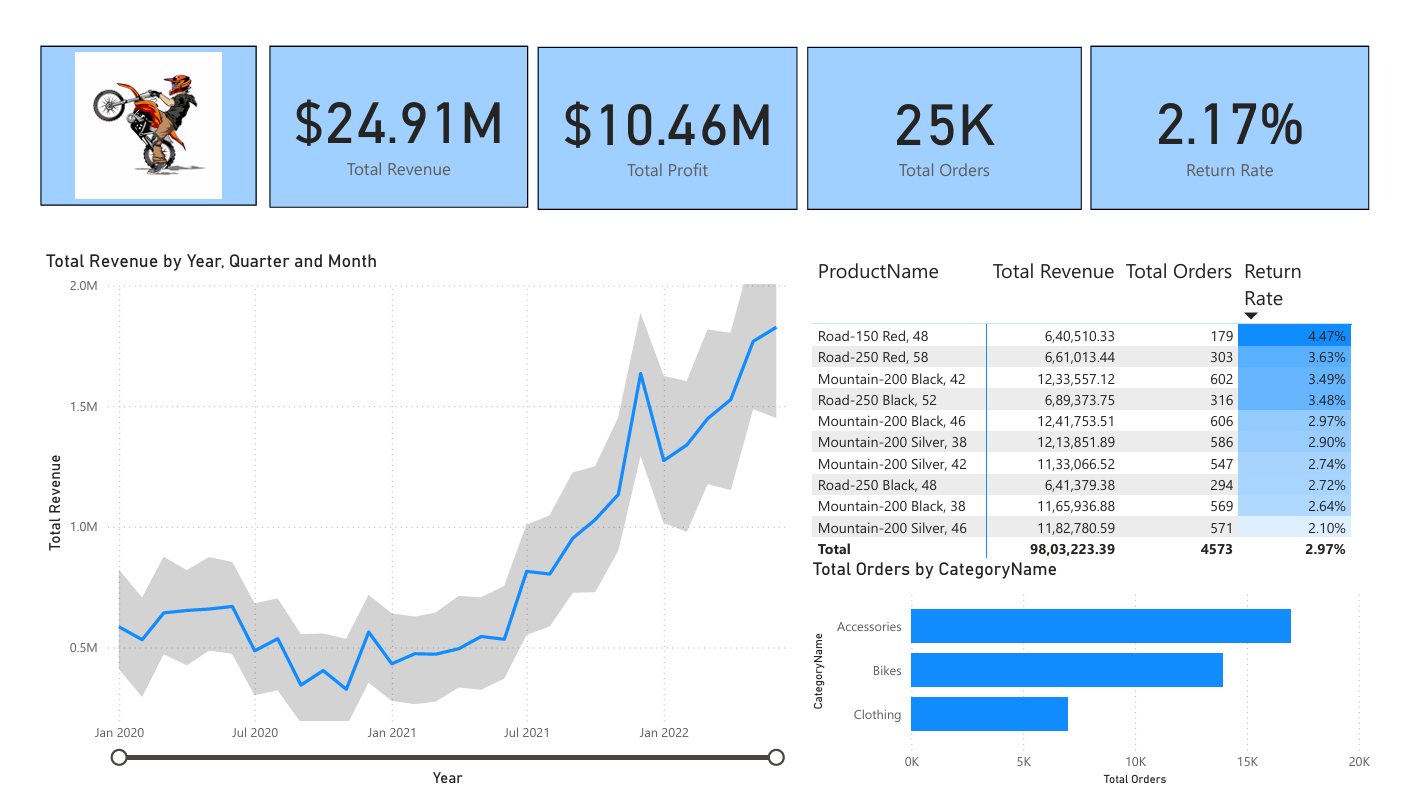 $24.91M
Total Revenue
$10.46M
Total Profit
25K
Total Orders
2.17%
Return Rate
Total Revenue by Year, Quarter and Month
2.0M
1.5M
1.0M
0.5M
Total Revenue
Jan 2020 Jul 2020 Jan 2021 Jul 2021 Jan 2022
Year
ProductName Total Revenue Total Orders Return
Rate
Road-150 Red, 48 6,40,510.33 179 4.47%
Road-250 Red, 58 6,61,013.44 303 3.63%
Mountain-200 Black, 42 12,33,557.12 602 3.49%
Road-250 Black, 52 6,89,373.75 316 3.48%
Mountain-200 Black, 46 12,41,753.51 606 2.97%
Mountain-200 Silver, 38 12,13,851.89 586 2.90%
Mountain-200 Silver, 42 11,33,066.52 547 2.74%
Road-250 Black, 48 6,41,379.38 294 2.72%
Mountain-200 Black, 38 11,65,936.88 569 2.64%
Mountain-200 Silver, 46 11,82,780.59 571 2.10%
Total 98,03,223.39 4573 2.97%
Total Orders by CategoryName
CategoryName
Accessories
Bikes
Clothing
0K 5K 10K 15K 20K
Total Orders